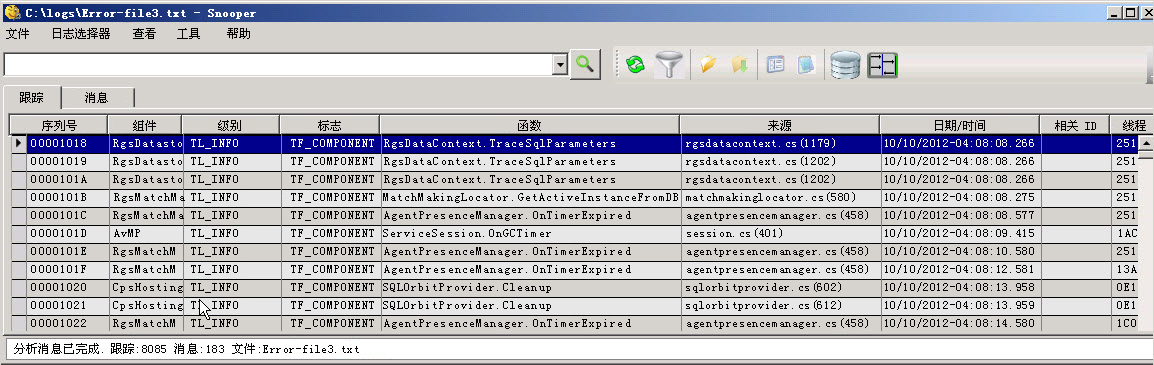 C:\logs\Error-file3.txt - Snooper
文件 日志选择器 查看 工具 帮助
跟踪 消息
序列号 组件 级别 标志 函数 来源 日期/时间 相关 ID 线程
00001018 RgsDatasto TL_INFO TF_COMPONENT RgsDataContext.TraceSqlParameters rgsdatacontext.cs(1179) 10/10/2012-04:08:08.266 251
00001019 RgsDatasto TL_INFO TF_COMPONENT RgsDataContext.TraceSqlParameters rgsdatacontext.cs(1202) 10/10/2012-04:08:08.266 251
0000101A RgsDatasto TL_INFO TF_COMPONENT RgsDataContext.TraceSqlParameters rgsdatacontext.cs(1202) 10/10/2012-04:08:08.266 251
0000101B RgsMatchMa TL_INFO TF_COMPONENT MatchMakingLocator.GetActiveInstanceFromDB matchmakinglocator.cs(580) 10/10/2012-04:08:08.275 251
0000101C RgsMatchMa TL_INFO TF_COMPONENT AgentPresenceManager.OnTimerExpired agentpresencemanager.cs(458) 10/10/2012-04:08:08.577 251
0000101D AvMP TL_INFO TF_COMPONENT ServiceSession.OnGCTimer session.cs(401) 10/10/2012-04:08:09.415 1AC
0000101E RgsMatchM TL_INFO TF_COMPONENT AgentPresenceManager.OnTimerExpired agentpresencemanager.cs(458) 10/10/2012-04:08:10.580 251
0000101F RgsMatchM TL_INFO TF_COMPONENT AgentPresenceManager.OnTimerExpired agentpresencemanager.cs(458) 10/10/2012-04:08:12.581 13A
00001020 CpsHosting TL_INFO TF_COMPONENT SQLOrbitProvider.Cleanup sqlorbitprovider.cs(602) 10/10/2012-04:08:13.958 0E1
00001021 CpsHosting TL_INFO TF_COMPONENT SQLOrbitProvider.Cleanup sqlorbitprovider.cs(612) 10/10/2012-04:08:13.959 0E1
00001022 RgsMatchM TL_INFO TF_COMPONENT AgentPresenceManager.OnTimerExpired agentpresencemanager.cs(458) 10/10/2012-04:08:14.580 1C0
分析消息已完成. 跟踪:8085 消息:183 文件:Error-file3.txt